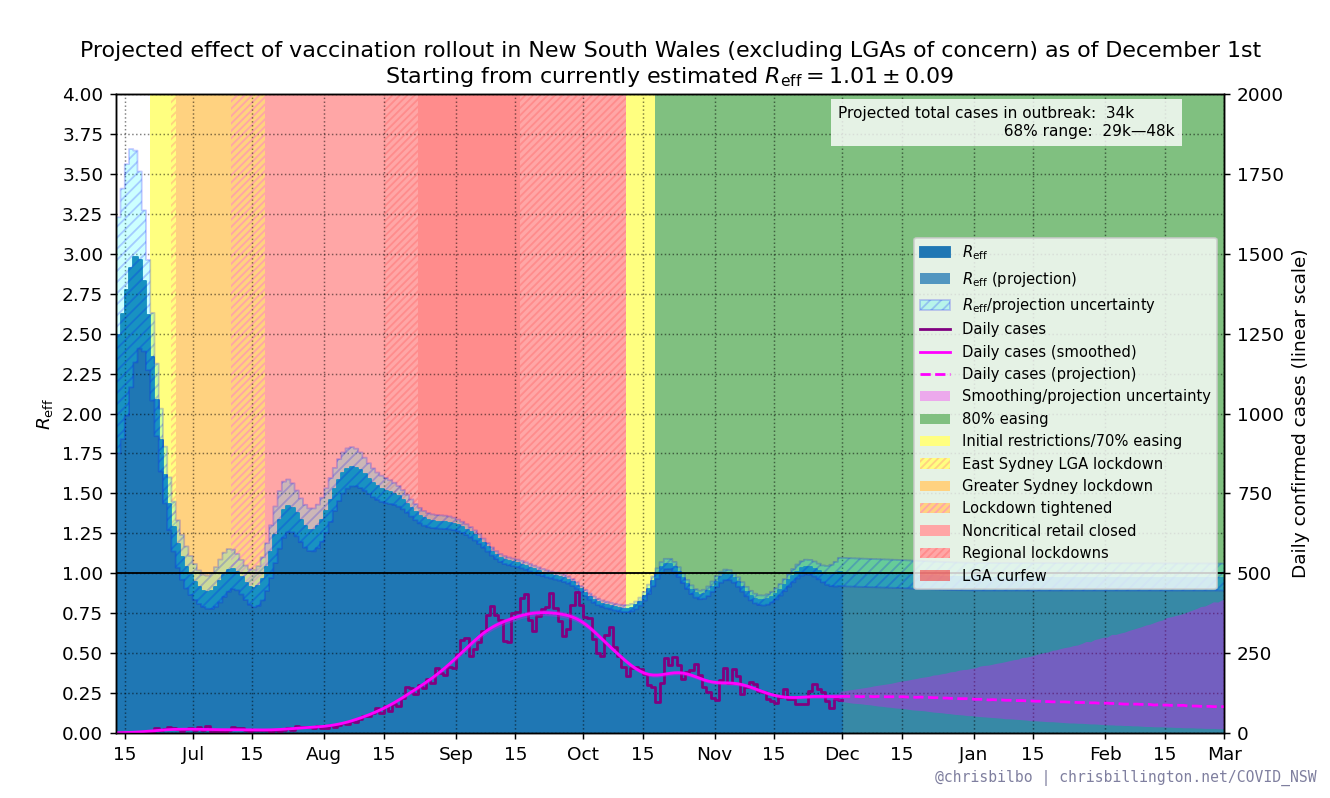 Projected effect of vaccination rollout in New South Wales (excluding LGAs of concern) as of December 1st
Starting from currently estimated R_eff = 1.01 ± 0.09
Projected total cases in outbreak: 34k
68% range: 29k—48k
R_eff
4.00
3.75
3.50
3.25
3.00
2.75
2.50
2.25
2.00
1.75
1.50
1.25
1.00
0.75
0.50
0.25
0.00
R_eff
R_eff (projection)
R_eff/projection uncertainty
Daily cases
Daily cases (smoothed)
Daily cases (projection)
Smoothing/projection uncertainty
80% easing
Initial restrictions/70% easing
East Sydney LGA lockdown
Greater Sydney lockdown
Lockdown tightened
Noncritical retail closed
Regional lockdowns
LGA curfew
2000
1750
1500
1250
1000
750
500
250
0
Daily confirmed cases (linear scale)
15 Jul 15 Aug 15 Sep 15 Oct 15 Nov 15 Dec 15 Jan 15 Feb 15 Mar
@chrisbilbo | chrisbillington.net/COVID_NSW